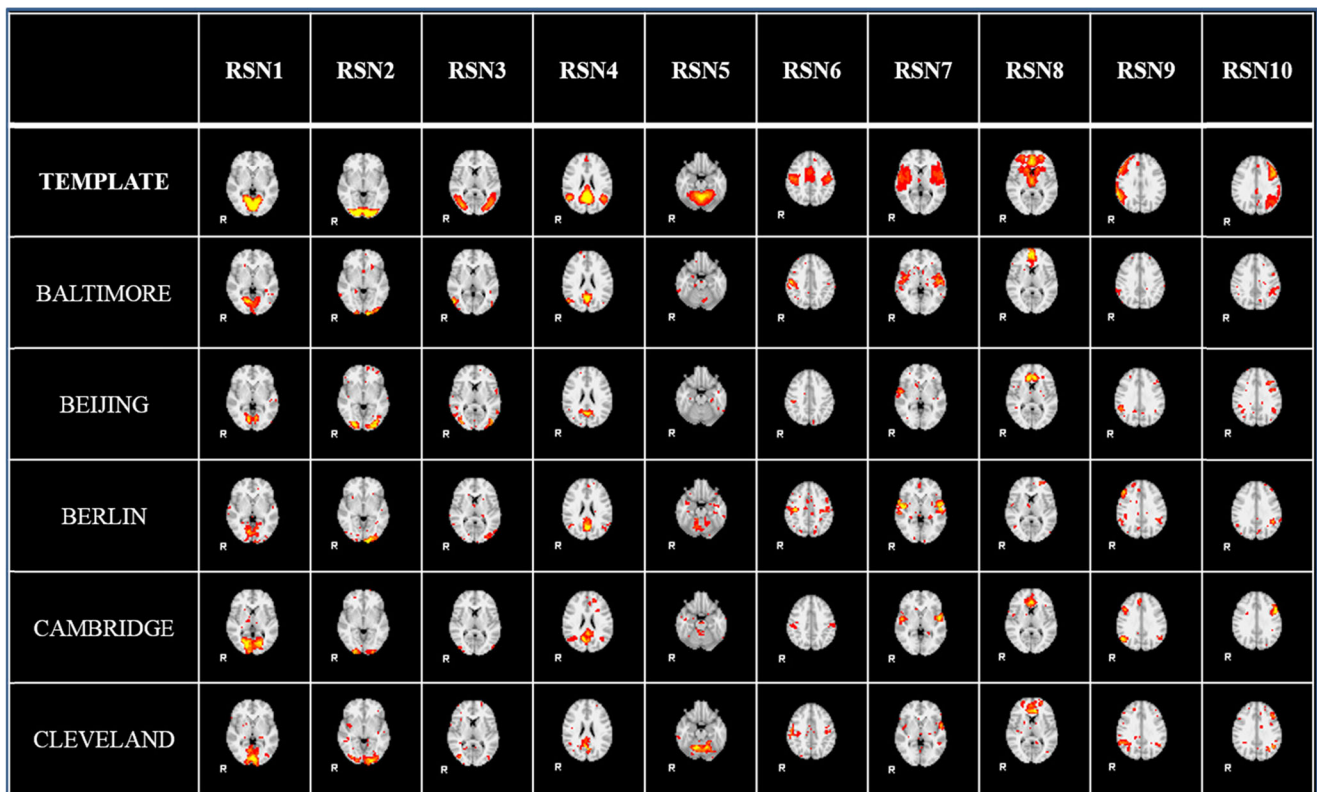 RSN1 RSN2 RSN3 RSN4 RSN5 RSN6 RSN7 RSN8 RSN9 RSN10
TEMPLATE
R R R R R R R R R R
BALTIMORE
R R R R R R R R R R
BEIJING
R R R R R R R R R R
BERLIN
R R R R R R R R R R
CAMBRIDGE
R R R R R R R R R R
CLEVELAND
R R R R R R R R R R